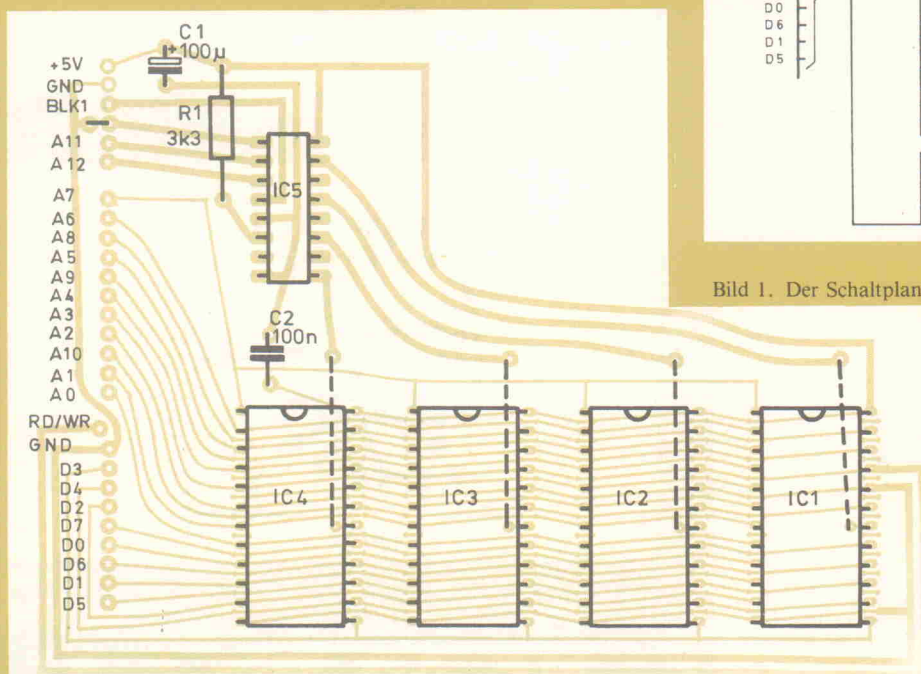 C1
+100µ
+5V
GND
BLK1
R1
3k3
A11
A12
IC5
A7
A6
A8
A5
A9
A4
A3
A2
A10
A1
A0
C2
100n
RD/WR
GND
D3
D4
D2
D7
D0
D6
D1
D5
IC4
IC3
IC2
IC1
D0
D6
D1
D5
Bild 1. Der Schaltplan